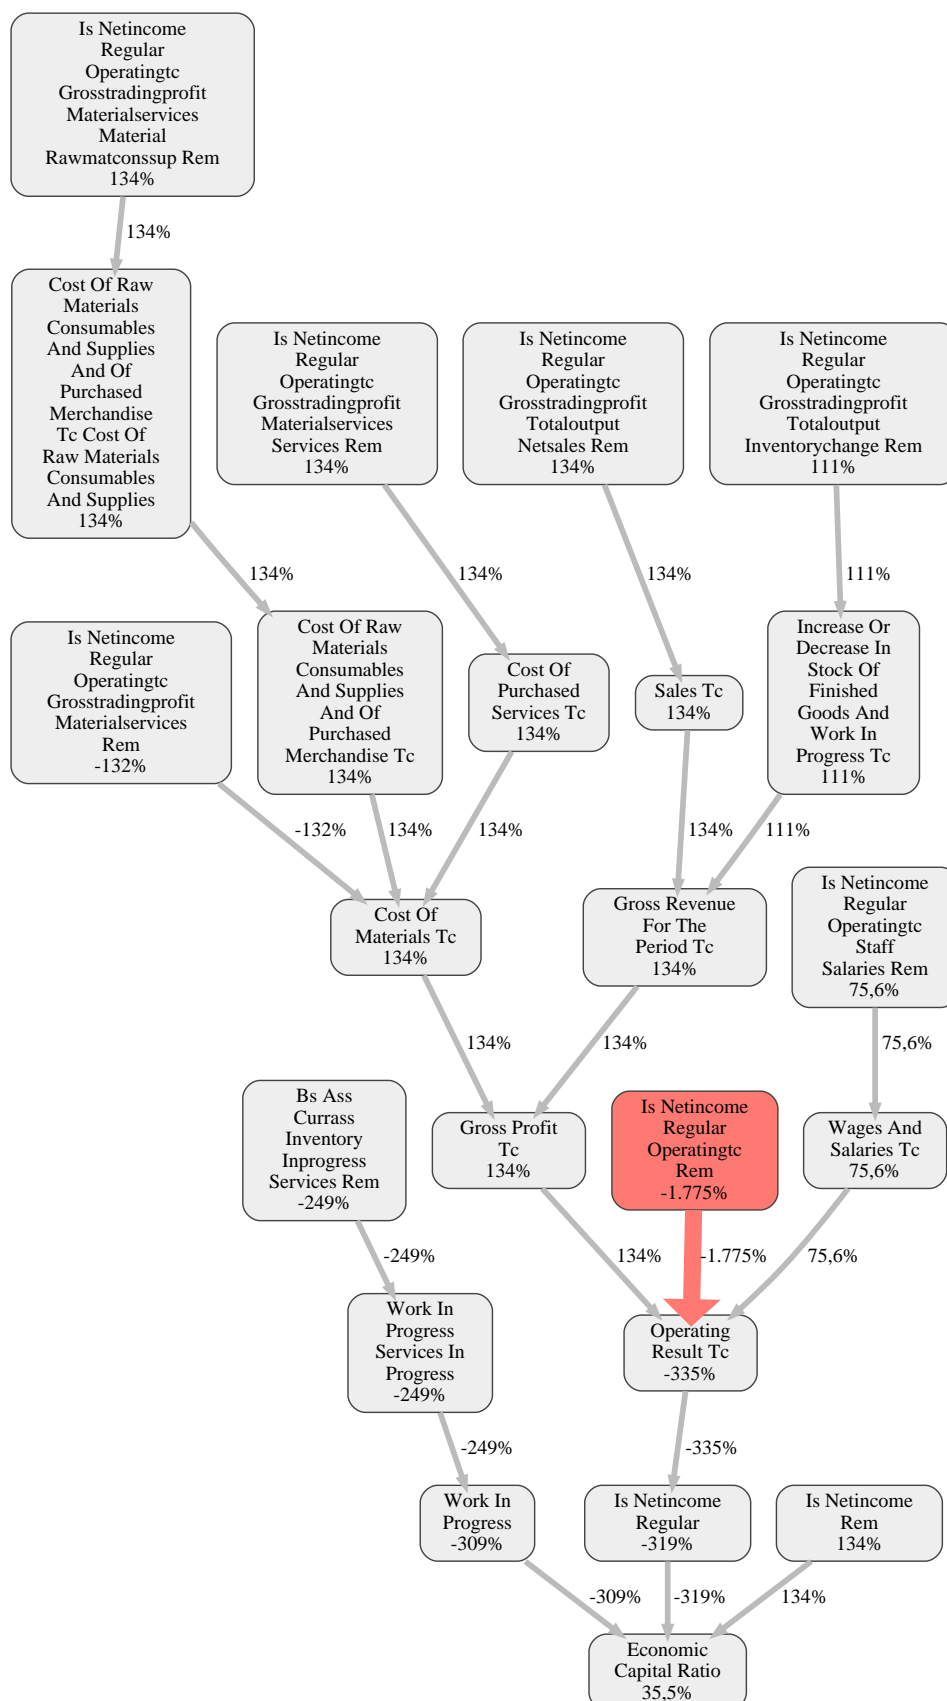 Is Netincome
Regular
Operatingtc
Grosstradingprofit
Materialservices
Material
Rawmatconssup Rem
134%
134%
Cost Of Raw
Materials
Consumables
And Supplies
And Of
Purchased
Merchandise
Tc Cost Of
Raw Materials
Consumables
And Supplies
134%
Is Netincome
Regular
Operatingtc
Grosstradingprofit
Materialservices
Services Rem
134%
Is Netincome
Regular
Operatingtc
Grosstradingprofit
Totaloutput
Netsales Rem
134%
Is Netincome
Regular
Operatingtc
Grosstradingprofit
Totaloutput
Inventorychange Rem
111%
134%
134%
134%
111%
Is Netincome
Regular
Operatingtc
Grosstradingprofit
Materialservices
Rem
-132%
Cost Of Raw
Materials
Consumables
And Supplies
And Of
Purchased
Merchandise Tc
134%
Cost Of
Purchased
Services Tc
134%
Sales Tc
134%
Increase Or
Decrease In
Stock Of
Finished
Goods And
Work In
Progress Tc
111%
-132%
134%
134%
134%
111%
Cost Of
Materials Tc
134%
Gross Revenue
For The
Period Tc
134%
Is Netincome
Regular
Operatingtc
Staff
Salaries Rem
75,6%
134%
134%
75,6%
Bs Ass
Currass
Inventory
Inprogress
Services Rem
-249%
Gross Profit
Tc
134%
Is Netincome
Regular
Operatingtc
Rem
-1.775%
Wages And
Salaries Tc
75,6%
-249%
134%
-1.775%
75,6%
Work In
Progress
Services In
Progress
-249%
Operating
Result Tc
-335%
-249%
-335%
Work In
Progress
-309%
Is Netincome
Regular
-319%
Is Netincome
Rem
134%
-309%
-319%
134%
Economic
Capital Ratio
35,5%